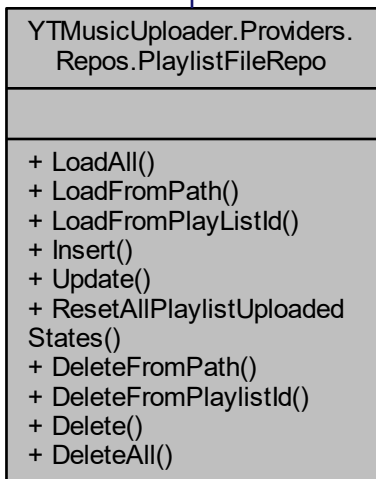 YTMusicUploader.Providers.
Repos.PlaylistFileRepo
+ LoadAll()
+ LoadFromPath()
+ LoadFromPlayListId()
+ Insert()
+ Update()
+ ResetAllPlaylistUploaded
States()
+ DeleteFromPath()
+ DeleteFromPlaylistId()
+ Delete()
+ DeleteAll()